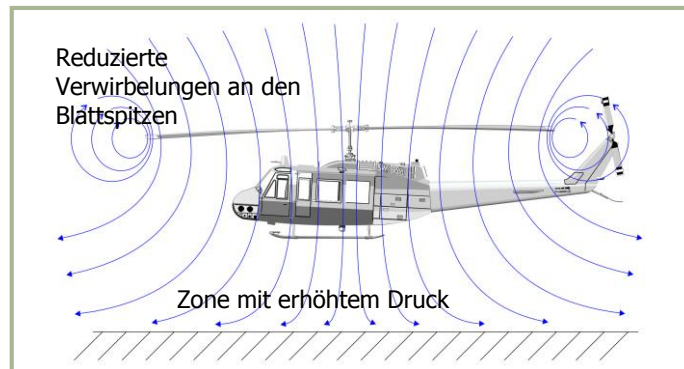 Reduzierte
Verwirbelungen an den
Blattspitzen
Zone mit erhöhtem Druck